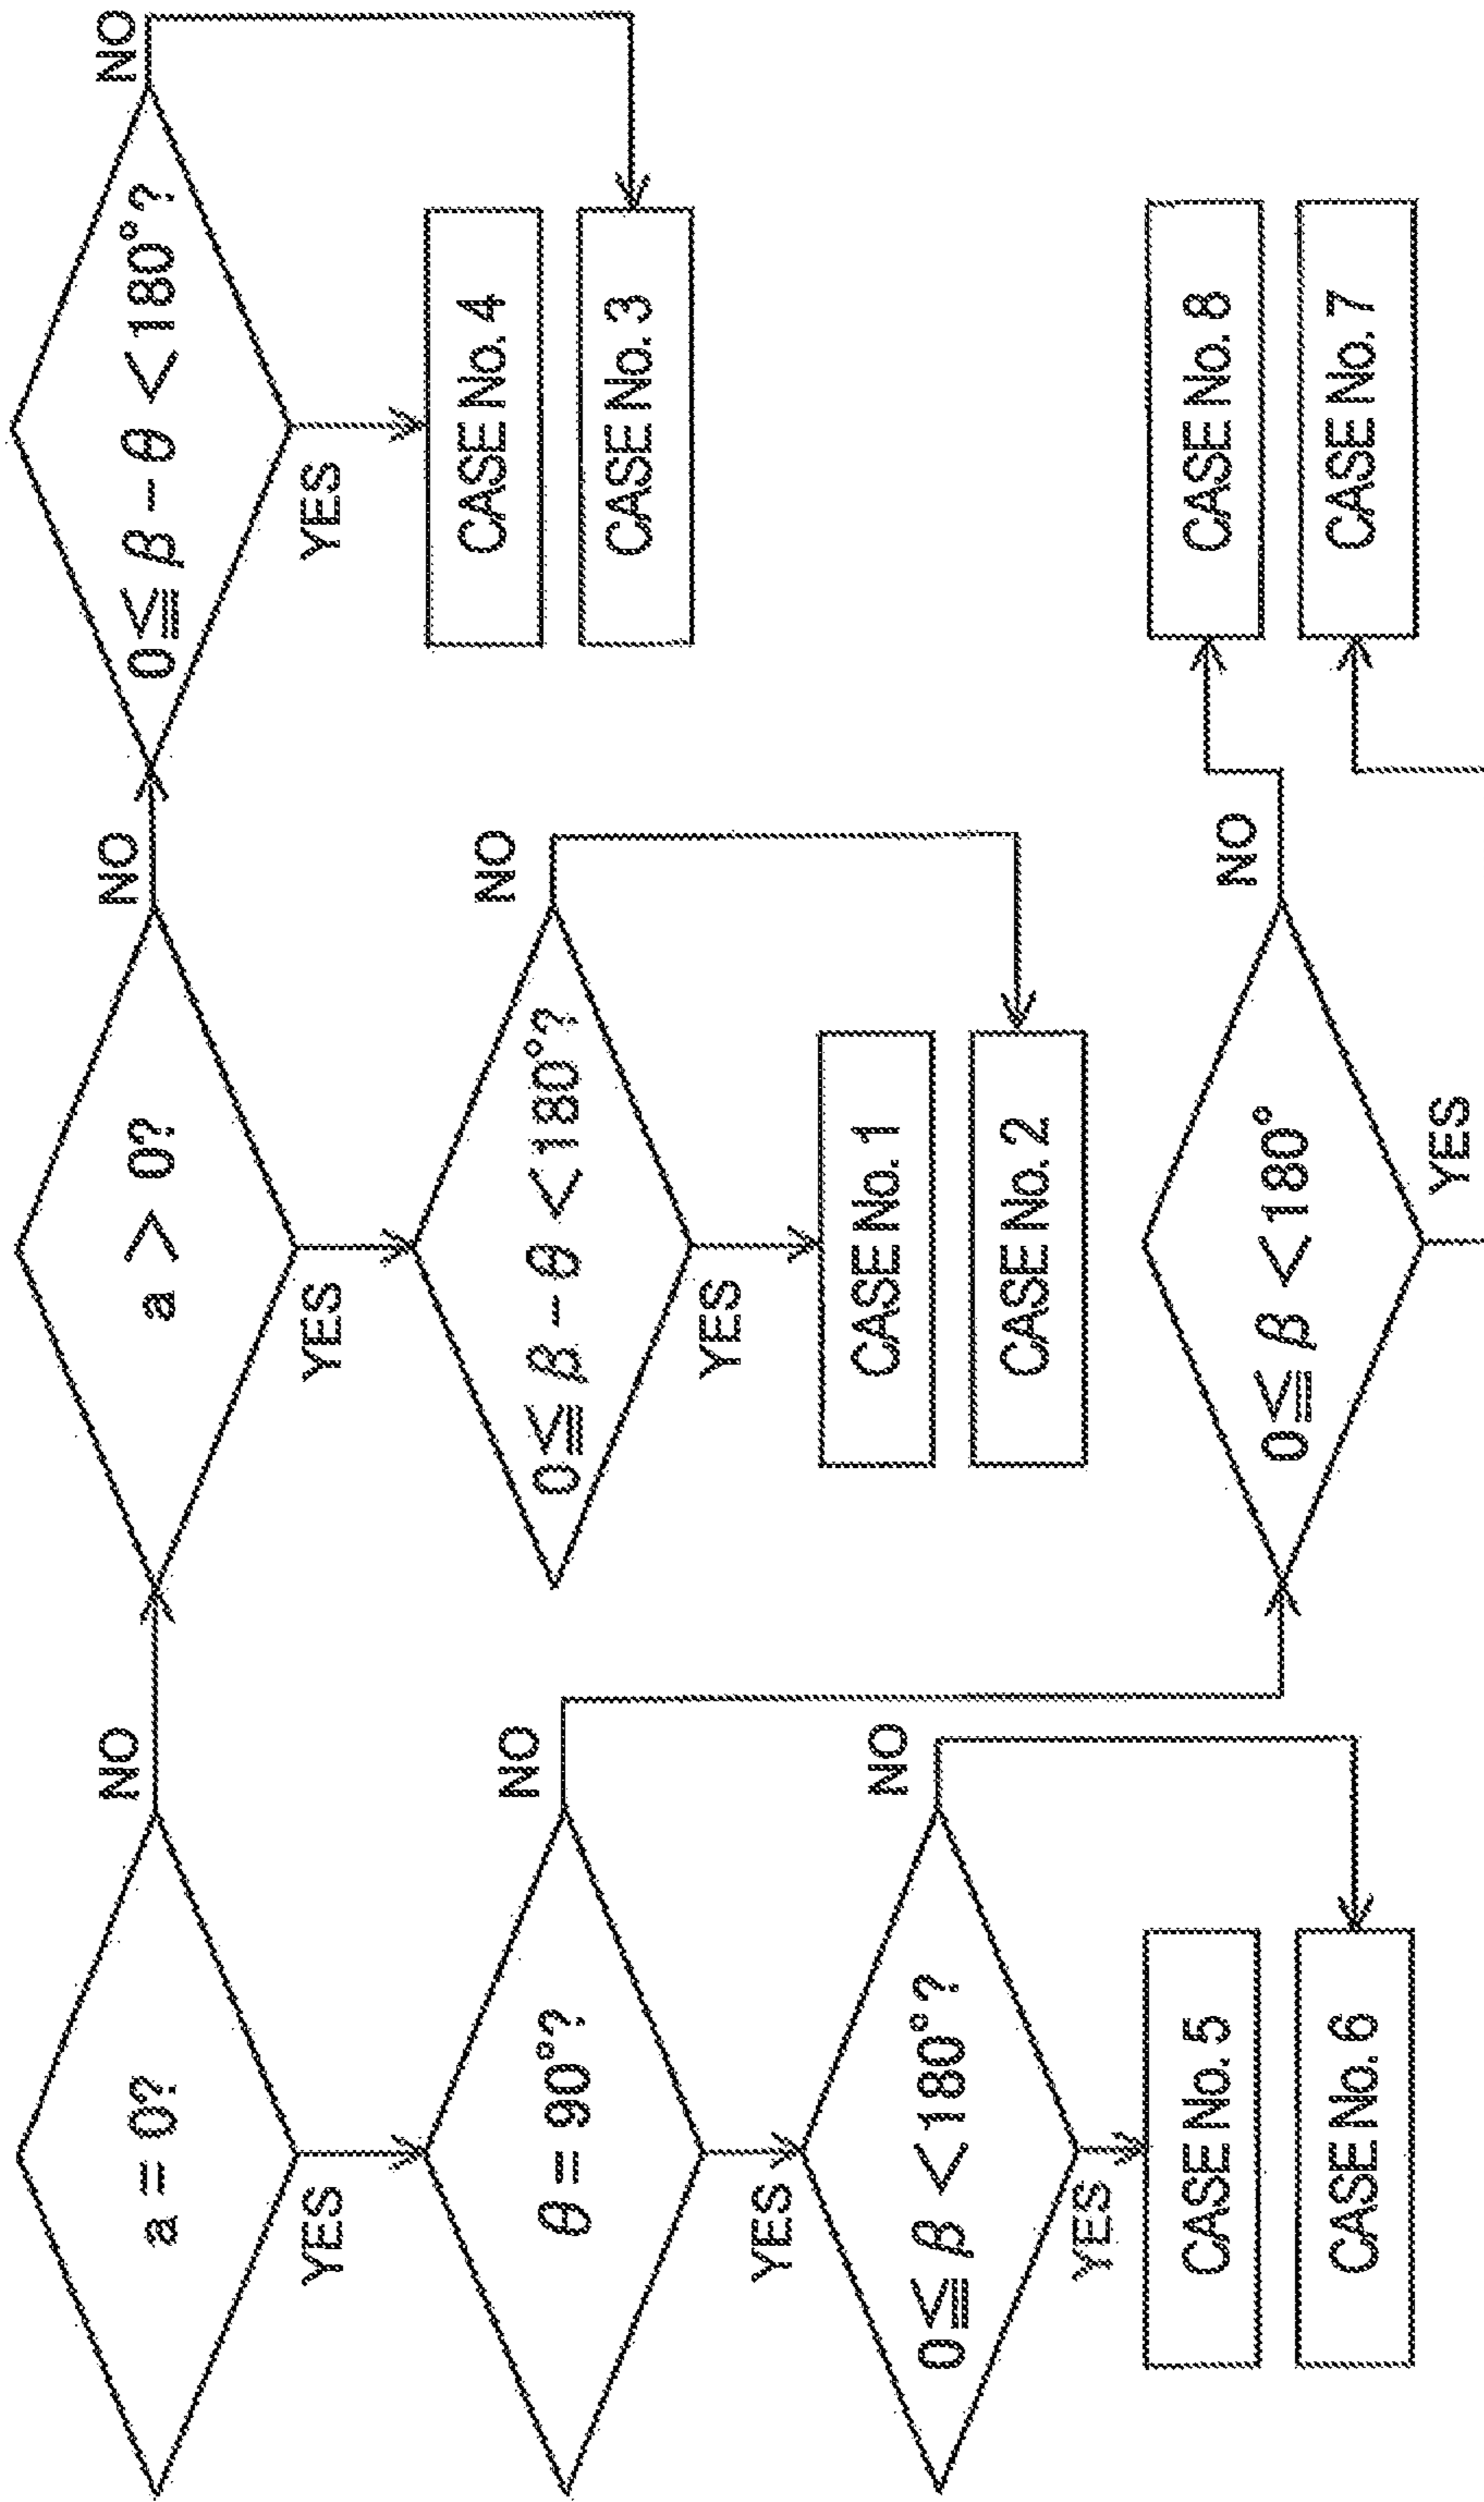 a = 0?
NO
YES
θ = 90°?
NO
YES
0≦ β <180°?
NO
YES
CASE No. 5
CASE No. 6
a > 0?
NO
YES
0≦ β - θ <180°?
NO
YES
CASE No. 1
CASE No. 2
0≦ β <180°
NO
YES
0≦ β - θ <180°?
NO
YES
CASE No. 4
CASE No. 3
CASE No. 8
CASE No. 7